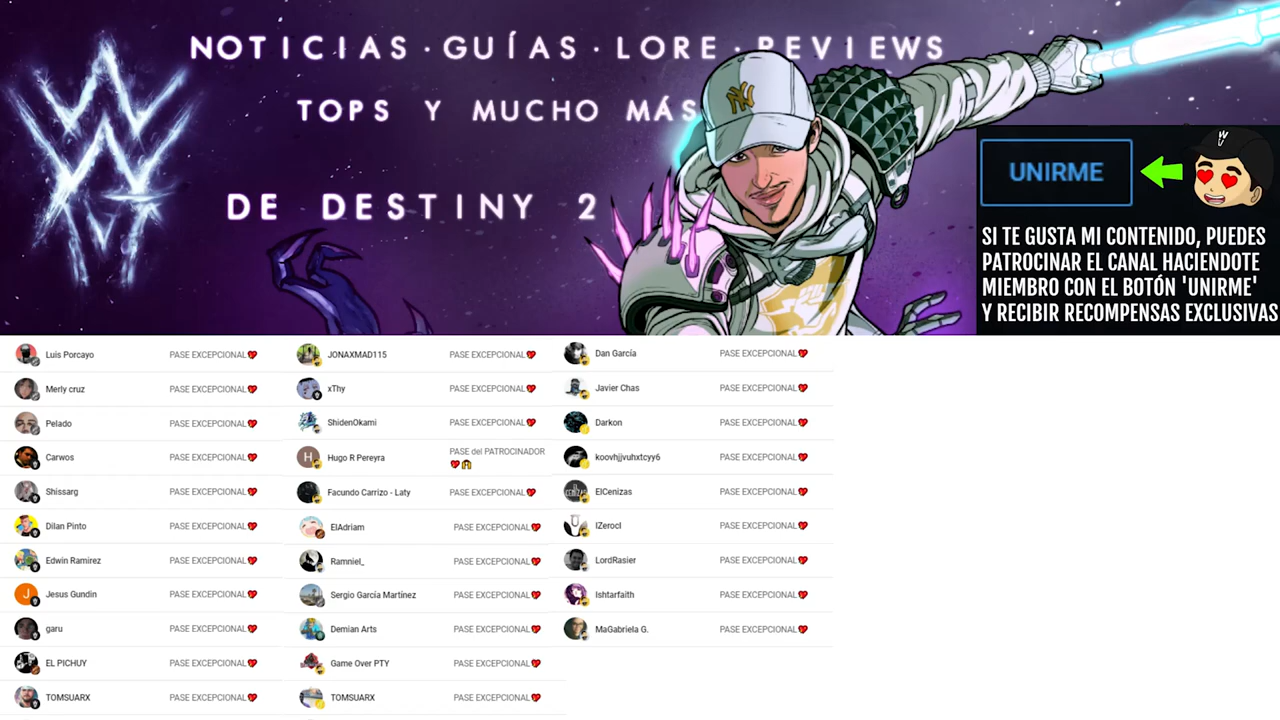 NOTICIAS · GUÍAS · LORE · REVIEWS
TOPS Y MUCHO MÁS
DE DESTINY 2
NY
UNIRME
SI TE GUSTA MI CONTENIDO, PUEDES
PATROCINAR EL CANAL HACIENDOTE
MIEMBRO CON EL BOTÓN 'UNIRME'
Y RECIBIR RECOMPENSAS EXCLUSIVAS
Luis Porcayo PASE EXCEPCIONAL
Merly cruz PASE EXCEPCIONAL
Pelado PASE EXCEPCIONAL
Carwos PASE EXCEPCIONAL
Shissarg PASE EXCEPCIONAL
Dilan Pinto PASE EXCEPCIONAL
Edwin Ramirez PASE EXCEPCIONAL
J Jesus Gundin PASE EXCEPCIONAL
garu PASE EXCEPCIONAL
EL PICHUY PASE EXCEPCIONAL
TOMSUARX PASE EXCEPCIONAL
JONAXMAD115 PASE EXCEPCIONAL
xThy PASE EXCEPCIONAL
ShidenOkami PASE EXCEPCIONAL
H Hugo R Pereyra PASE del PATROCINADOR
Facundo Carrizo - Laty PASE EXCEPCIONAL
ElAdriam PASE EXCEPCIONAL
Ramniel_ PASE EXCEPCIONAL
Sergio García Martínez PASE EXCEPCIONAL
Demian Arts PASE EXCEPCIONAL
Game Over PTY PASE EXCEPCIONAL
TOMSUARX PASE EXCEPCIONAL
Dan García PASE EXCEPCIONAL
Javier Chas PASE EXCEPCIONAL
Darkon PASE EXCEPCIONAL
koovhjjvuhxtcyy6 PASE EXCEPCIONAL
ElCenizas PASE EXCEPCIONAL
IZerocI PASE EXCEPCIONAL
LordRasier PASE EXCEPCIONAL
Ishtarfaith PASE EXCEPCIONAL
MaGabriela G. PASE EXCEPCIONAL